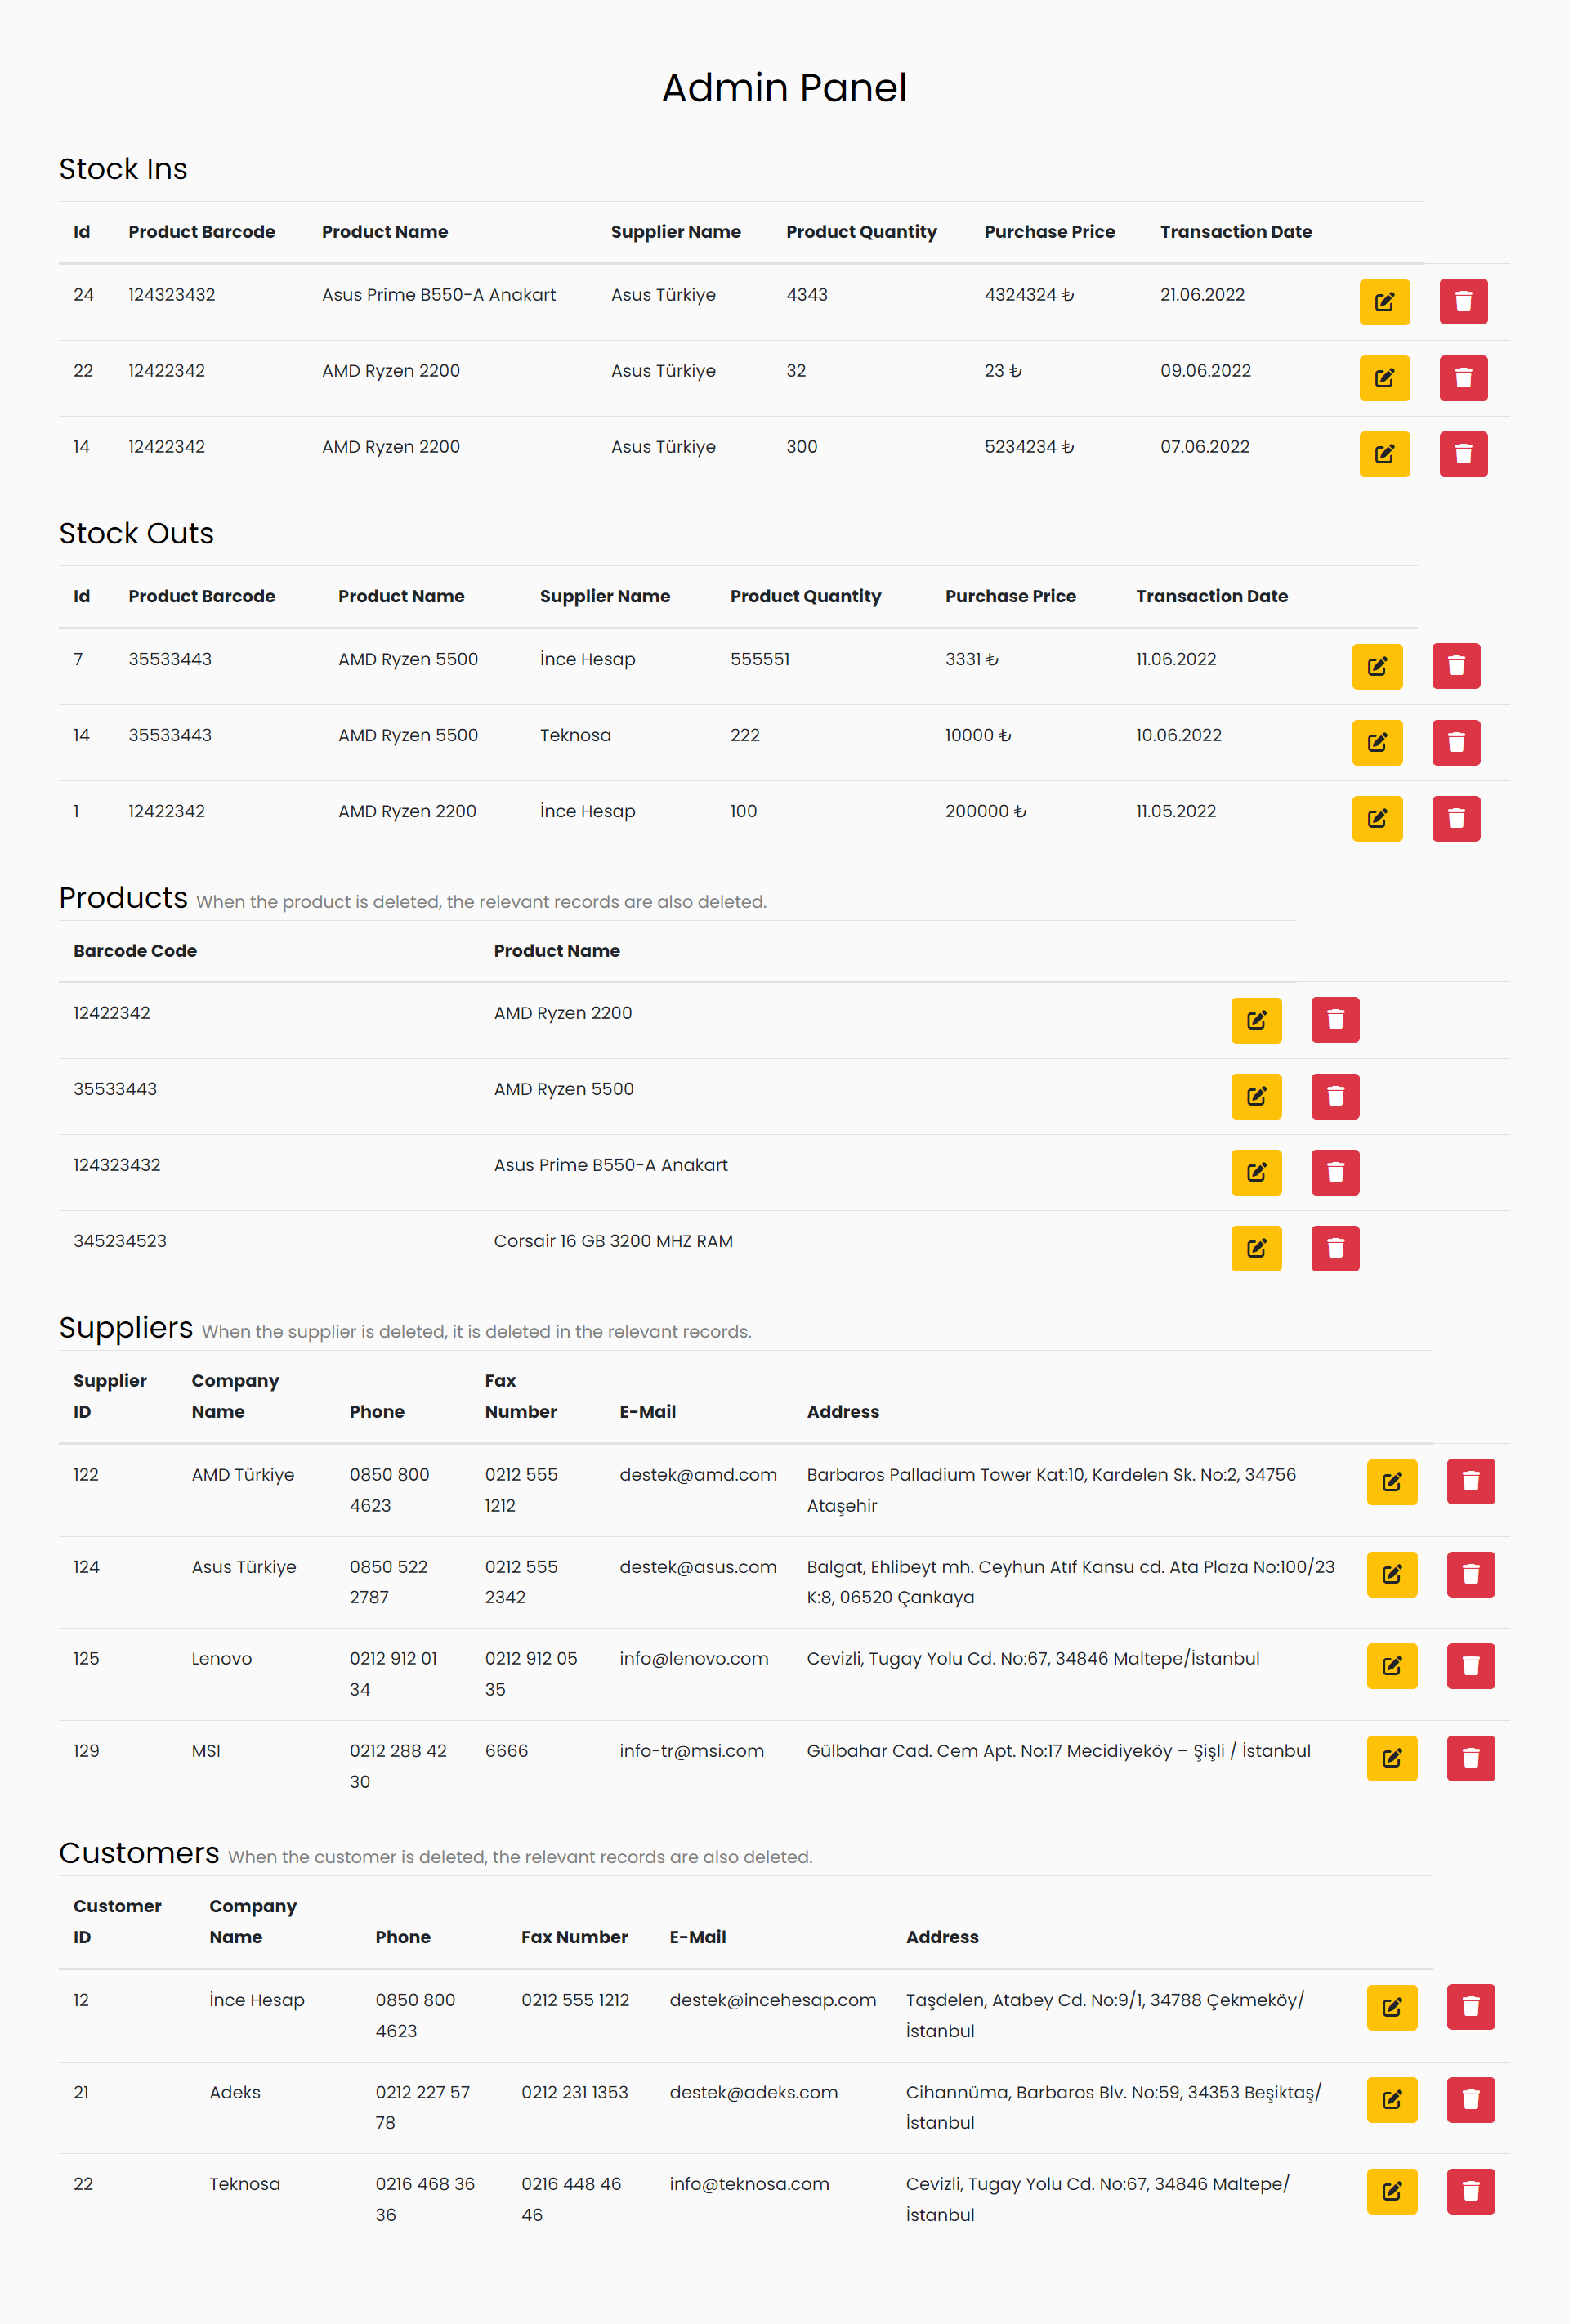 Admin Panel
Stock Ins
Id Product Barcode Product Name Supplier Name Product Quantity Purchase Price Transaction Date
24 124323432 Asus Prime B550-A Anakart Asus Türkiye 4343 4324324 ₺ 21.06.2022
22 12422342 AMD Ryzen 2200 Asus Türkiye 32 23 ₺ 09.06.2022
14 12422342 AMD Ryzen 2200 Asus Türkiye 300 5234234 ₺ 07.06.2022
Stock Outs
Id Product Barcode Product Name Supplier Name Product Quantity Purchase Price Transaction Date
7 35533443 AMD Ryzen 5500 İnce Hesap 555551 3331 ₺ 11.06.2022
14 35533443 AMD Ryzen 5500 Teknosa 222 10000 ₺ 10.06.2022
1 12422342 AMD Ryzen 2200 İnce Hesap 100 200000 ₺ 11.05.2022
Products When the product is deleted, the relevant records are also deleted.
Barcode Code Product Name
12422342 AMD Ryzen 2200
35533443 AMD Ryzen 5500
124323432 Asus Prime B550-A Anakart
345234523 Corsair 16 GB 3200 MHZ RAM
Suppliers When the supplier is deleted, it is deleted in the relevant records.
Supplier Company Fax
ID Name Phone Number E-Mail Address
122 AMD Türkiye 0850 800 0212 555 destek@amd.com Barbaros Palladium Tower Kat:10, Kardelen Sk. No:2, 34756
4623 1212 Ataşehir
124 Asus Türkiye 0850 522 0212 555 destek@asus.com Balgat, Ehlibeyt mh. Ceyhun Atıf Kansu cd. Ata Plaza No:100/23
2787 2342 K:8, 06520 Çankaya
125 Lenovo 0212 912 01 0212 912 05 info@lenovo.com Cevizli, Tugay Yolu Cd. No:67, 34846 Maltepe/İstanbul
34 35
129 MSI 0212 288 42 6666 info-tr@msi.com Gülbahar Cad. Cem Apt. No:17 Mecidiyeköy – Şişli / İstanbul
30
Customers When the customer is deleted, the relevant records are also deleted.
Customer Company
ID Name Phone Fax Number E-Mail Address
12 İnce Hesap 0850 800 0212 555 1212 destek@incehesap.com Taşdelen, Atabey Cd. No:9/1, 34788 Çekmeköy/
4623 İstanbul
21 Adeks 0212 227 57 0212 231 1353 destek@adeks.com Cihannüma, Barbaros Blv. No:59, 34353 Beşiktaş/
78 İstanbul
22 Teknosa 0216 468 36 0216 448 46 info@teknosa.com Cevizli, Tugay Yolu Cd. No:67, 34846 Maltepe/
36 46 İstanbul